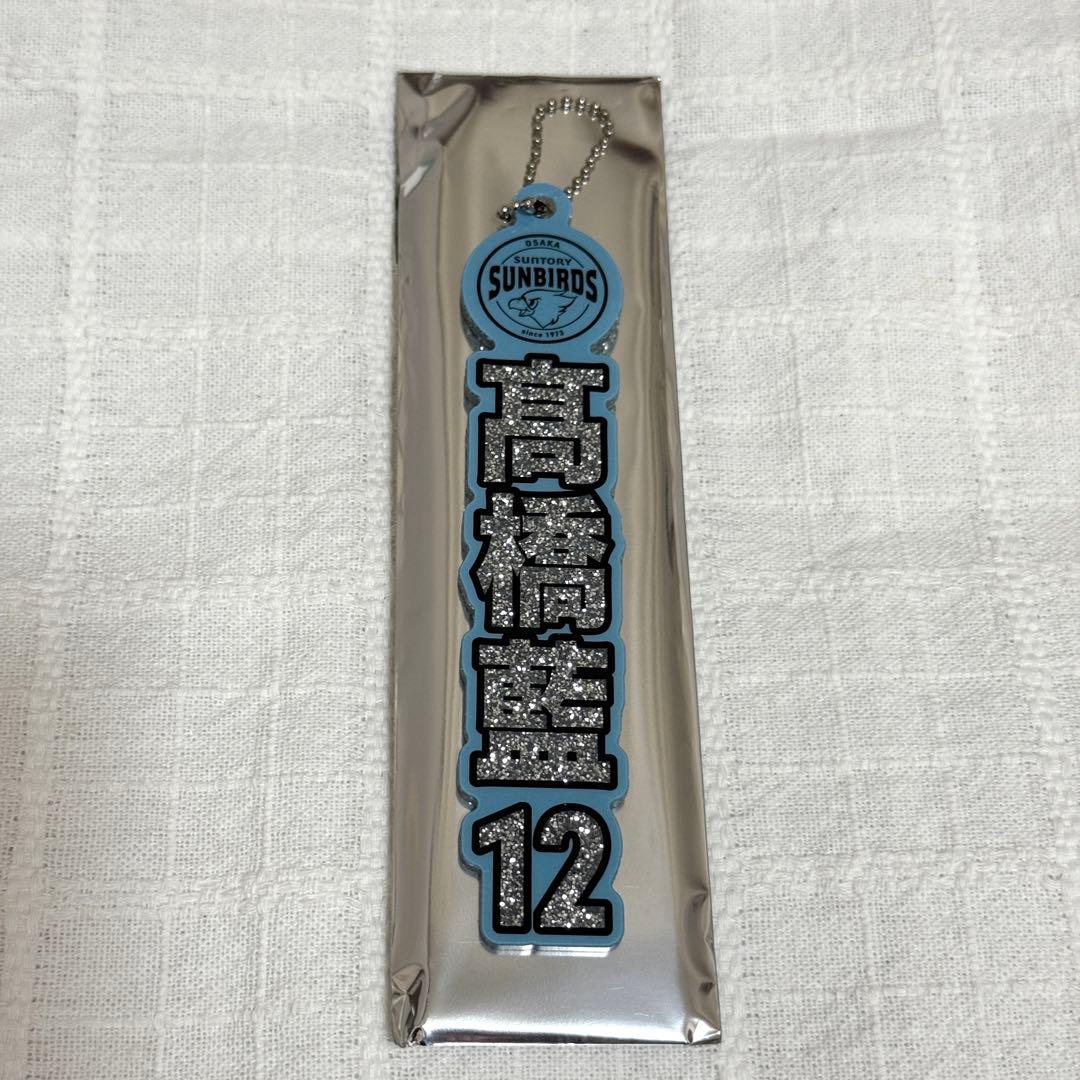 OSAKA
SUNTORY
SUNBIRDS
since 1973
髙橋藍
12